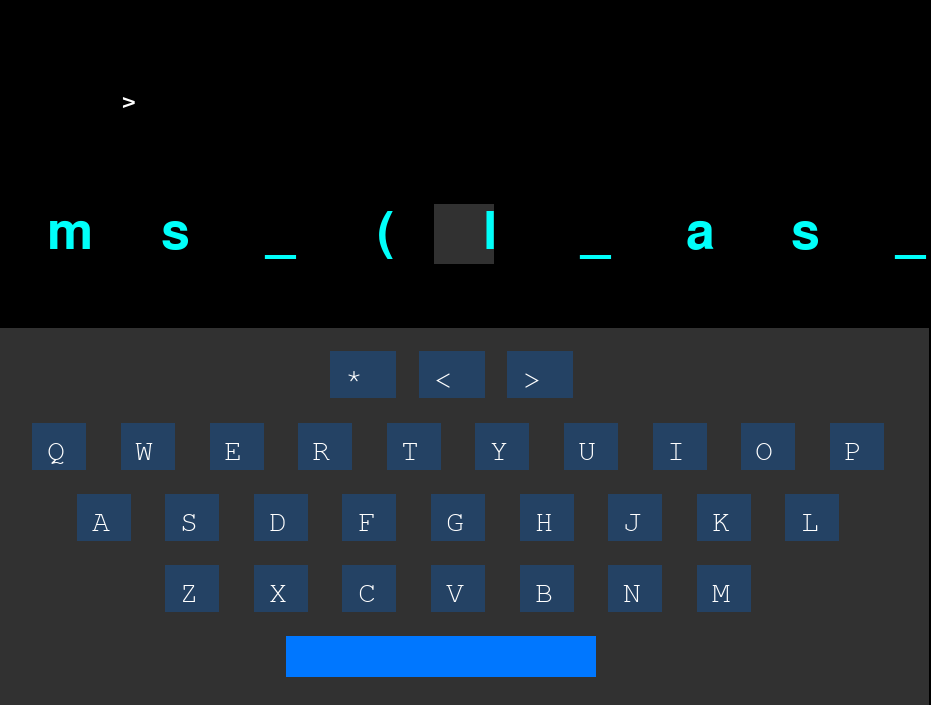 >
m s _ ( l _ a s _
* < >
Q W E R T Y U I O P
A S D F G H J K L
Z X C V B N M